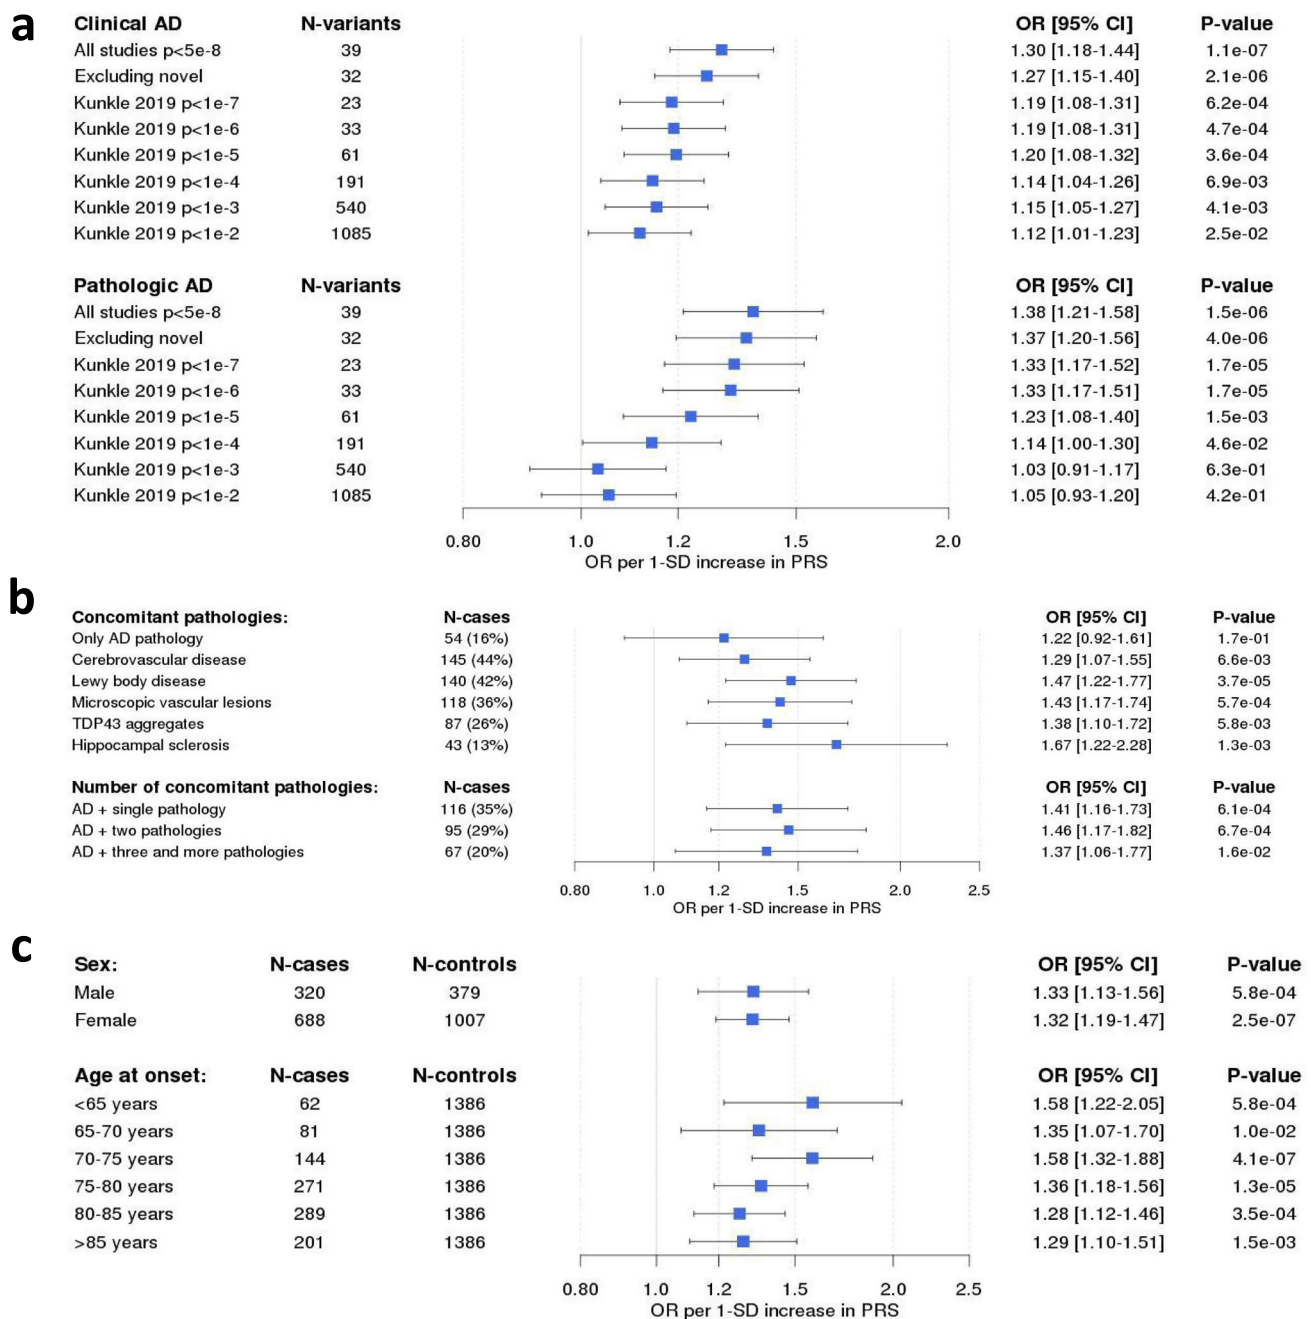 a
Clinical AD N-variants OR [95% CI] P-value
All studies p<5e-8 39 1.30 [1.18-1.44] 1.1e-07
Excluding novel 32 1.27 [1.15-1.40] 2.1e-06
Kunkle 2019 p<1e-7 23 1.19 [1.08-1.31] 6.2e-04
Kunkle 2019 p<1e-6 33 1.19 [1.08-1.31] 4.7e-04
Kunkle 2019 p<1e-5 61 1.20 [1.08-1.32] 3.6e-04
Kunkle 2019 p<1e-4 191 1.14 [1.04-1.26] 6.9e-03
Kunkle 2019 p<1e-3 540 1.15 [1.05-1.27] 4.1e-03
Kunkle 2019 p<1e-2 1085 1.12 [1.01-1.23] 2.5e-02
Pathologic AD N-variants OR [95% CI] P-value
All studies p<5e-8 39 1.38 [1.21-1.58] 1.5e-06
Excluding novel 32 1.37 [1.20-1.56] 4.0e-06
Kunkle 2019 p<1e-7 23 1.33 [1.17-1.52] 1.7e-05
Kunkle 2019 p<1e-6 33 1.33 [1.17-1.51] 1.7e-05
Kunkle 2019 p<1e-5 61 1.23 [1.08-1.40] 1.5e-03
Kunkle 2019 p<1e-4 191 1.14 [1.00-1.30] 4.6e-02
Kunkle 2019 p<1e-3 540 1.03 [0.91-1.17] 6.3e-01
Kunkle 2019 p<1e-2 1085 1.05 [0.93-1.20] 4.2e-01
0.80 1.0 1.2 1.5 2.0
OR per 1-SD increase in PRS
b
Concomitant pathologies: N-cases OR [95% CI] P-value
Only AD pathology 54 (16%) 1.22 [0.92-1.61] 1.7e-01
Cerebrovascular disease 145 (44%) 1.29 [1.07-1.55] 6.6e-03
Lewy body disease 140 (42%) 1.47 [1.22-1.77] 3.7e-05
Microscopic vascular lesions 118 (36%) 1.43 [1.17-1.74] 5.7e-04
TDP43 aggregates 87 (26%) 1.38 [1.10-1.72] 5.8e-03
Hippocampal sclerosis 43 (13%) 1.67 [1.22-2.28] 1.3e-03
Number of concomitant pathologies: N-cases OR [95% CI] P-value
AD + single pathology 116 (35%) 1.41 [1.16-1.73] 6.1e-04
AD + two pathologies 95 (29%) 1.46 [1.17-1.82] 6.7e-04
AD + three and more pathologies 67 (20%) 1.37 [1.06-1.77] 1.6e-02
0.80 1.0 1.2 1.5 2.0 2.5
OR per 1-SD increase in PRS
c
Sex: N-cases N-controls OR [95% CI] P-value
Male 320 379 1.33 [1.13-1.56] 5.8e-04
Female 688 1007 1.32 [1.19-1.47] 2.5e-07
Age at onset: N-cases N-controls OR [95% CI] P-value
<65 years 62 1386 1.58 [1.22-2.05] 5.8e-04
65-70 years 81 1386 1.35 [1.07-1.70] 1.0e-02
70-75 years 144 1386 1.58 [1.32-1.88] 4.1e-07
75-80 years 271 1386 1.36 [1.18-1.56] 1.3e-05
80-85 years 289 1386 1.28 [1.12-1.46] 3.5e-04
>85 years 201 1386 1.29 [1.10-1.51] 1.5e-03
0.80 1.0 1.2 1.5 2.0 2.5
OR per 1-SD increase in PRS